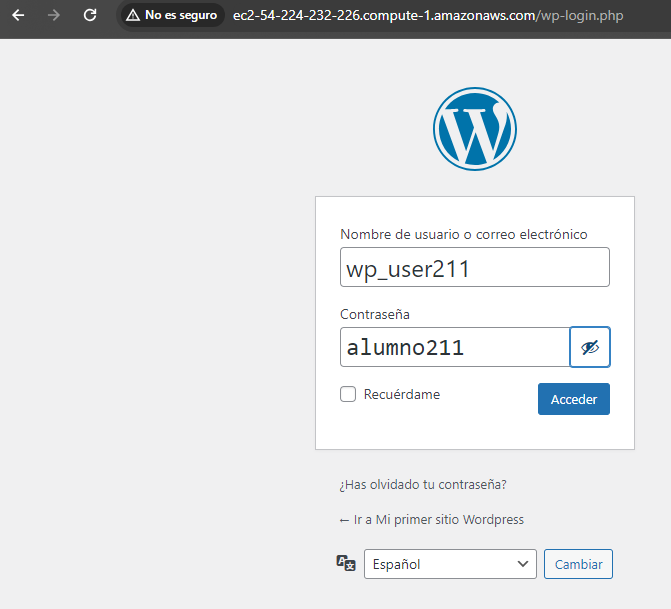 No es seguro ec2-54-224-232-226.compute-1.amazonaws.com/wp-login.php
Nombre de usuario o correo electrónico
wp_user211
Contraseña
alumno211
Recuérdame Acceder
¿Has olvidado tu contraseña?
← Ir a Mi primer sitio Wordpress
Español Cambiar